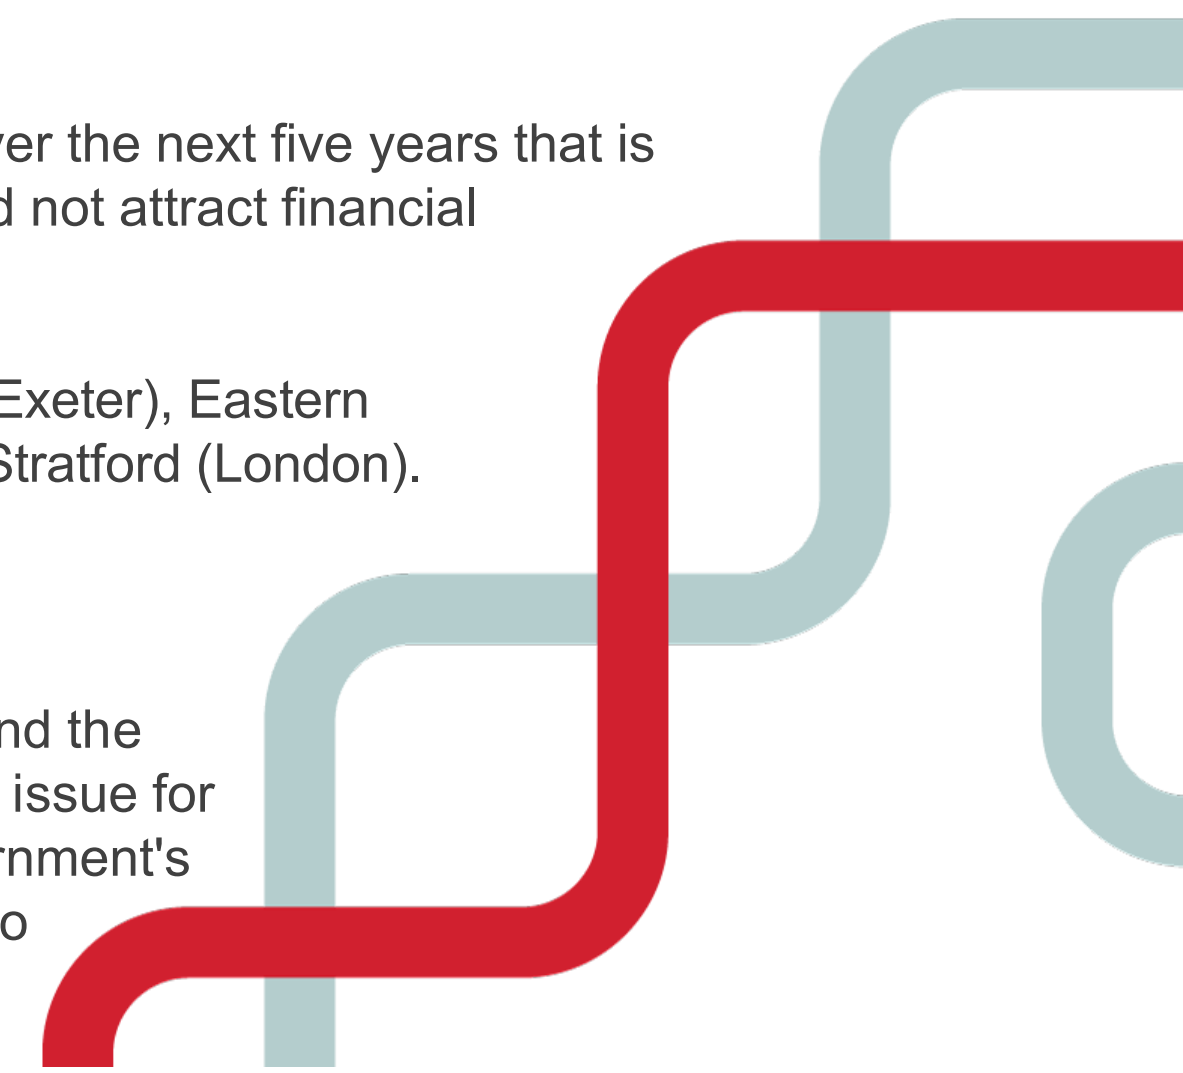 ver the next five years that is
d not attract financial
Exeter), Eastern
Stratford (London).
nd the
issue for
rnment's
o